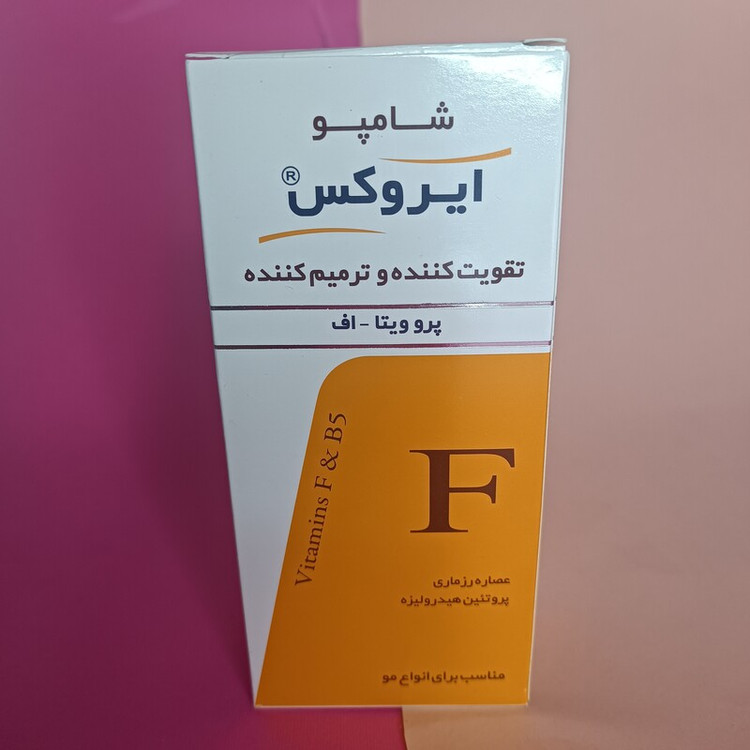 شامپو
ایروکس®
تقویت کننده و ترمیم کننده
پرو ویتا - اف
Vitamins F & B5
F
عصاره رزماری
پروتئین هیدرولیزه
مناسب برای انواع مو